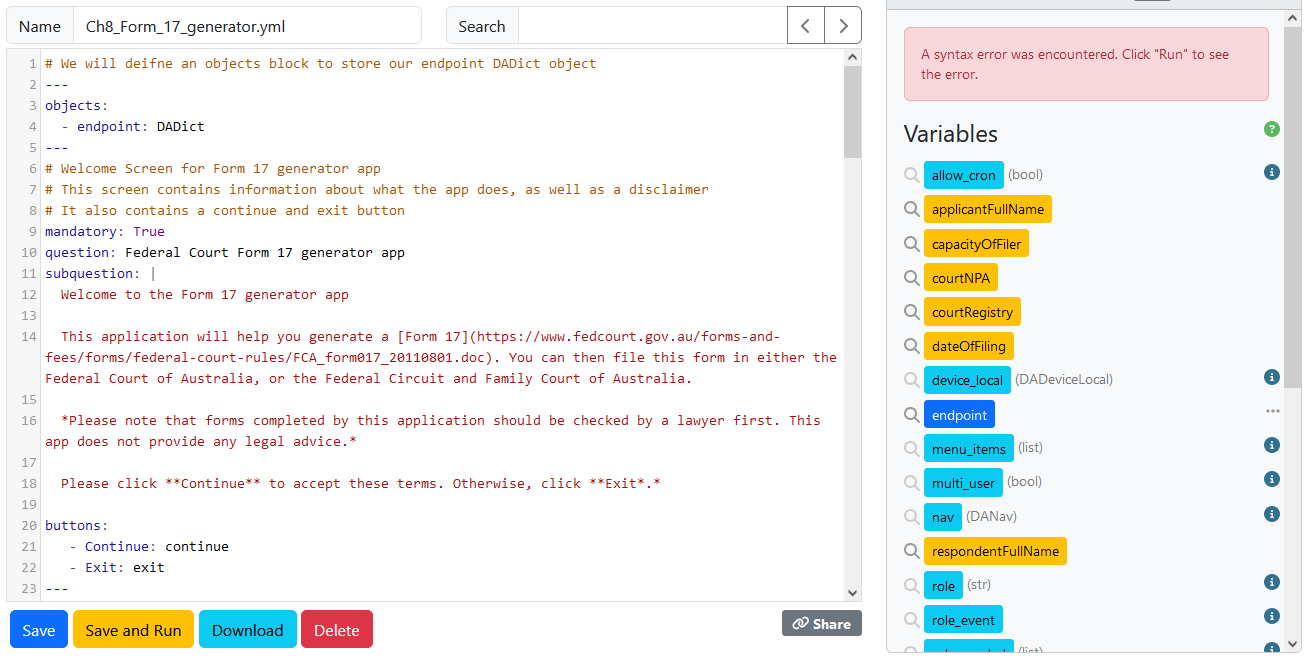 Name
Ch8_Form_17_generator.yml
Search
1 # We will deifne an objects block to store our endpoint DADict object
2 ---
3 objects:
4   - endpoint: DADict
5 ---
6 # Welcome Screen for Form 17 generator app
7 # This screen contains information about what the app does, as well as a disclaimer
8 # It also contains a continue and exit button
9 mandatory: True
10 question: Federal Court Form 17 generator app
11 subquestion: |
12   Welcome to the Form 17 generator app
13
14   This application will help you generate a [Form 17](https://www.fedcourt.gov.au/forms-and-
fees/forms/federal-court-rules/FCA_form017_20110801.doc). You can then file this form in either the
Federal Court of Australia, or the Federal Circuit and Family Court of Australia.
15
16   *Please note that forms completed by this application should be checked by a lawyer first. This
app does not provide any legal advice.*
17
18   Please click **Continue** to accept these terms. Otherwise, click **Exit*.*
19
20 buttons:
21    - Continue: continue
22    - Exit: exit
23 ---
Save
Save and Run
Download
Delete
Share
A syntax error was encountered. Click "Run" to see
the error.
Variables
?
allow_cron (bool) i
applicantFullName
capacityOfFiler
courtNPA
courtRegistry
dateOfFiling
device_local (DADeviceLocal) i
endpoint
menu_items (list) i
multi_user (bool) i
nav (DANav) i
respondentFullName
role (str) i
role_event i